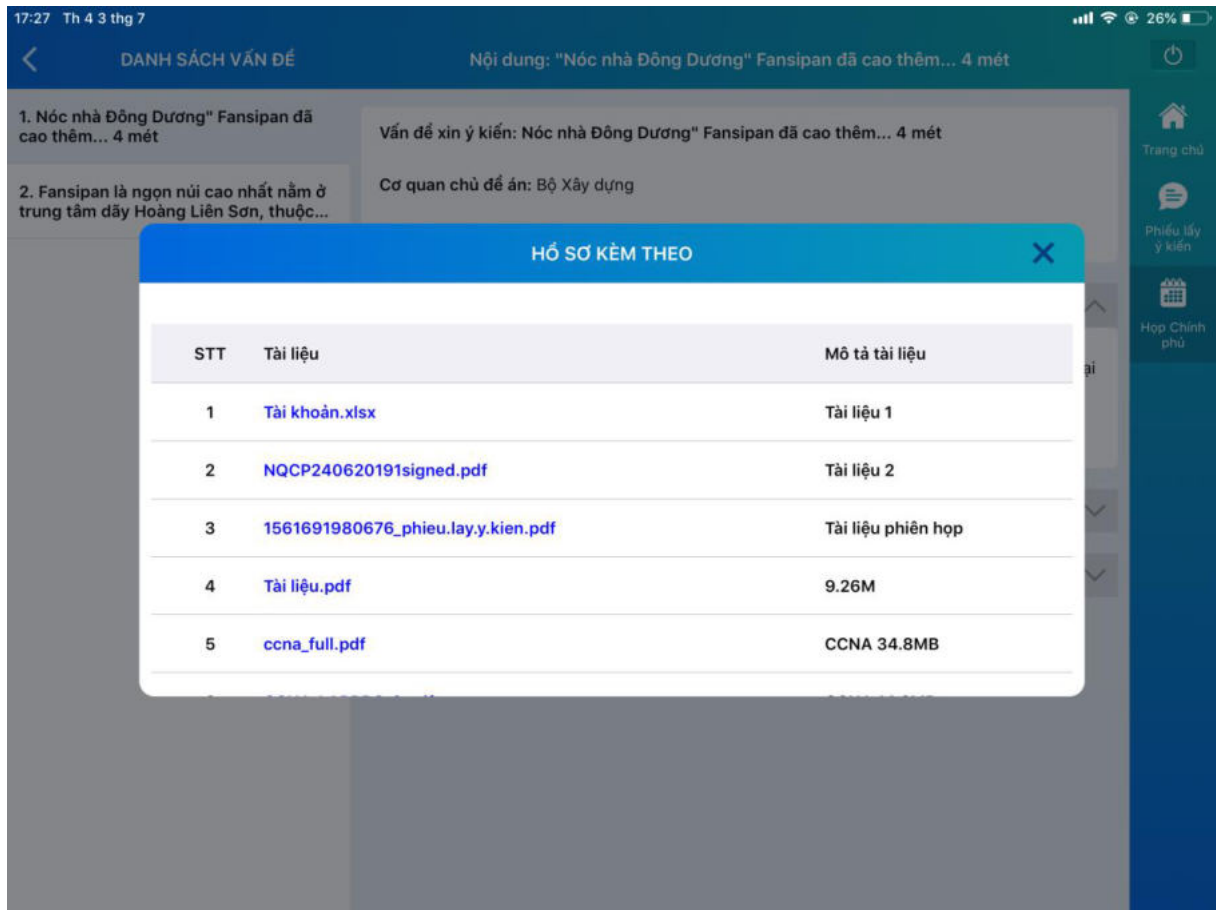 17:27 Th 4 3 thg 7
26%
DANH SÁCH VẤN ĐỀ
Nội dung: "Nóc nhà Đông Dương" Fansipan đã cao thêm... 4 mét
1. Nóc nhà Đông Dương" Fansipan đã
cao thêm... 4 mét
2. Fansipan là ngọn núi cao nhất nằm ở
trung tâm dãy Hoàng Liên Sơn, thuộc...
Vấn đề xin ý kiến: Nóc nhà Đông Dương" Fansipan đã cao thêm... 4 mét
Cơ quan chủ đề án: Bộ Xây dựng
Trang chủ
Phiếu lấy
ý kiến
Họp Chính
phủ
HỒ SƠ KÈM THEO
STT Tài liệu Mô tả tài liệu
1 Tài khoản.xlsx Tài liệu 1
2 NQCP240620191signed.pdf Tài liệu 2
3 1561691980676_phieu.lay.y.kien.pdf Tài liệu phiên họp
4 Tài liệu.pdf 9.26M
5 ccna_full.pdf CCNA 34.8MB